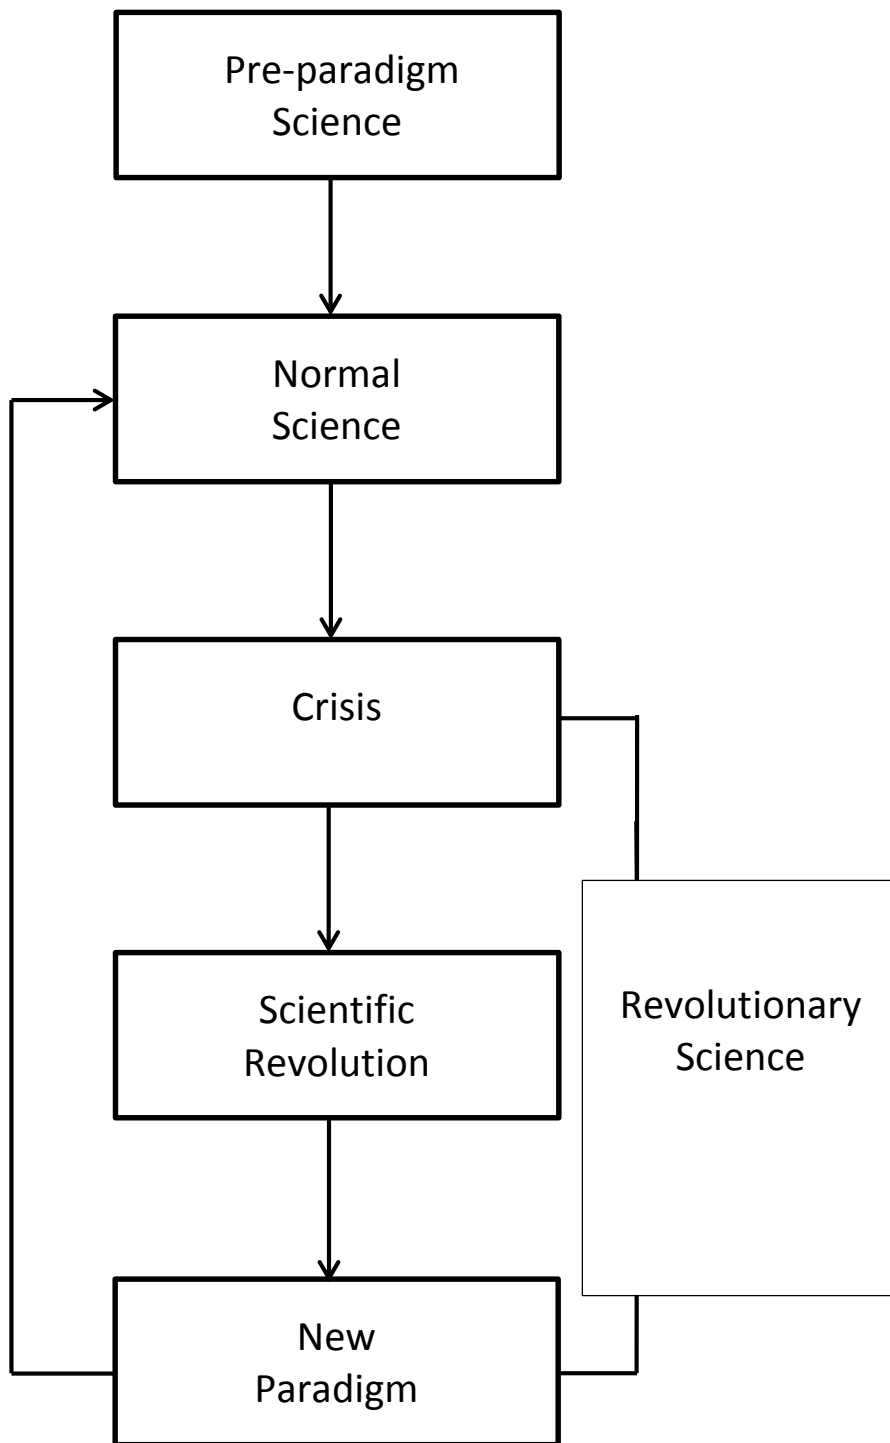 Pre-paradigm
Science
Normal
Science
Crisis
Scientific
Revolution
Revolutionary
Science
New
Paradigm